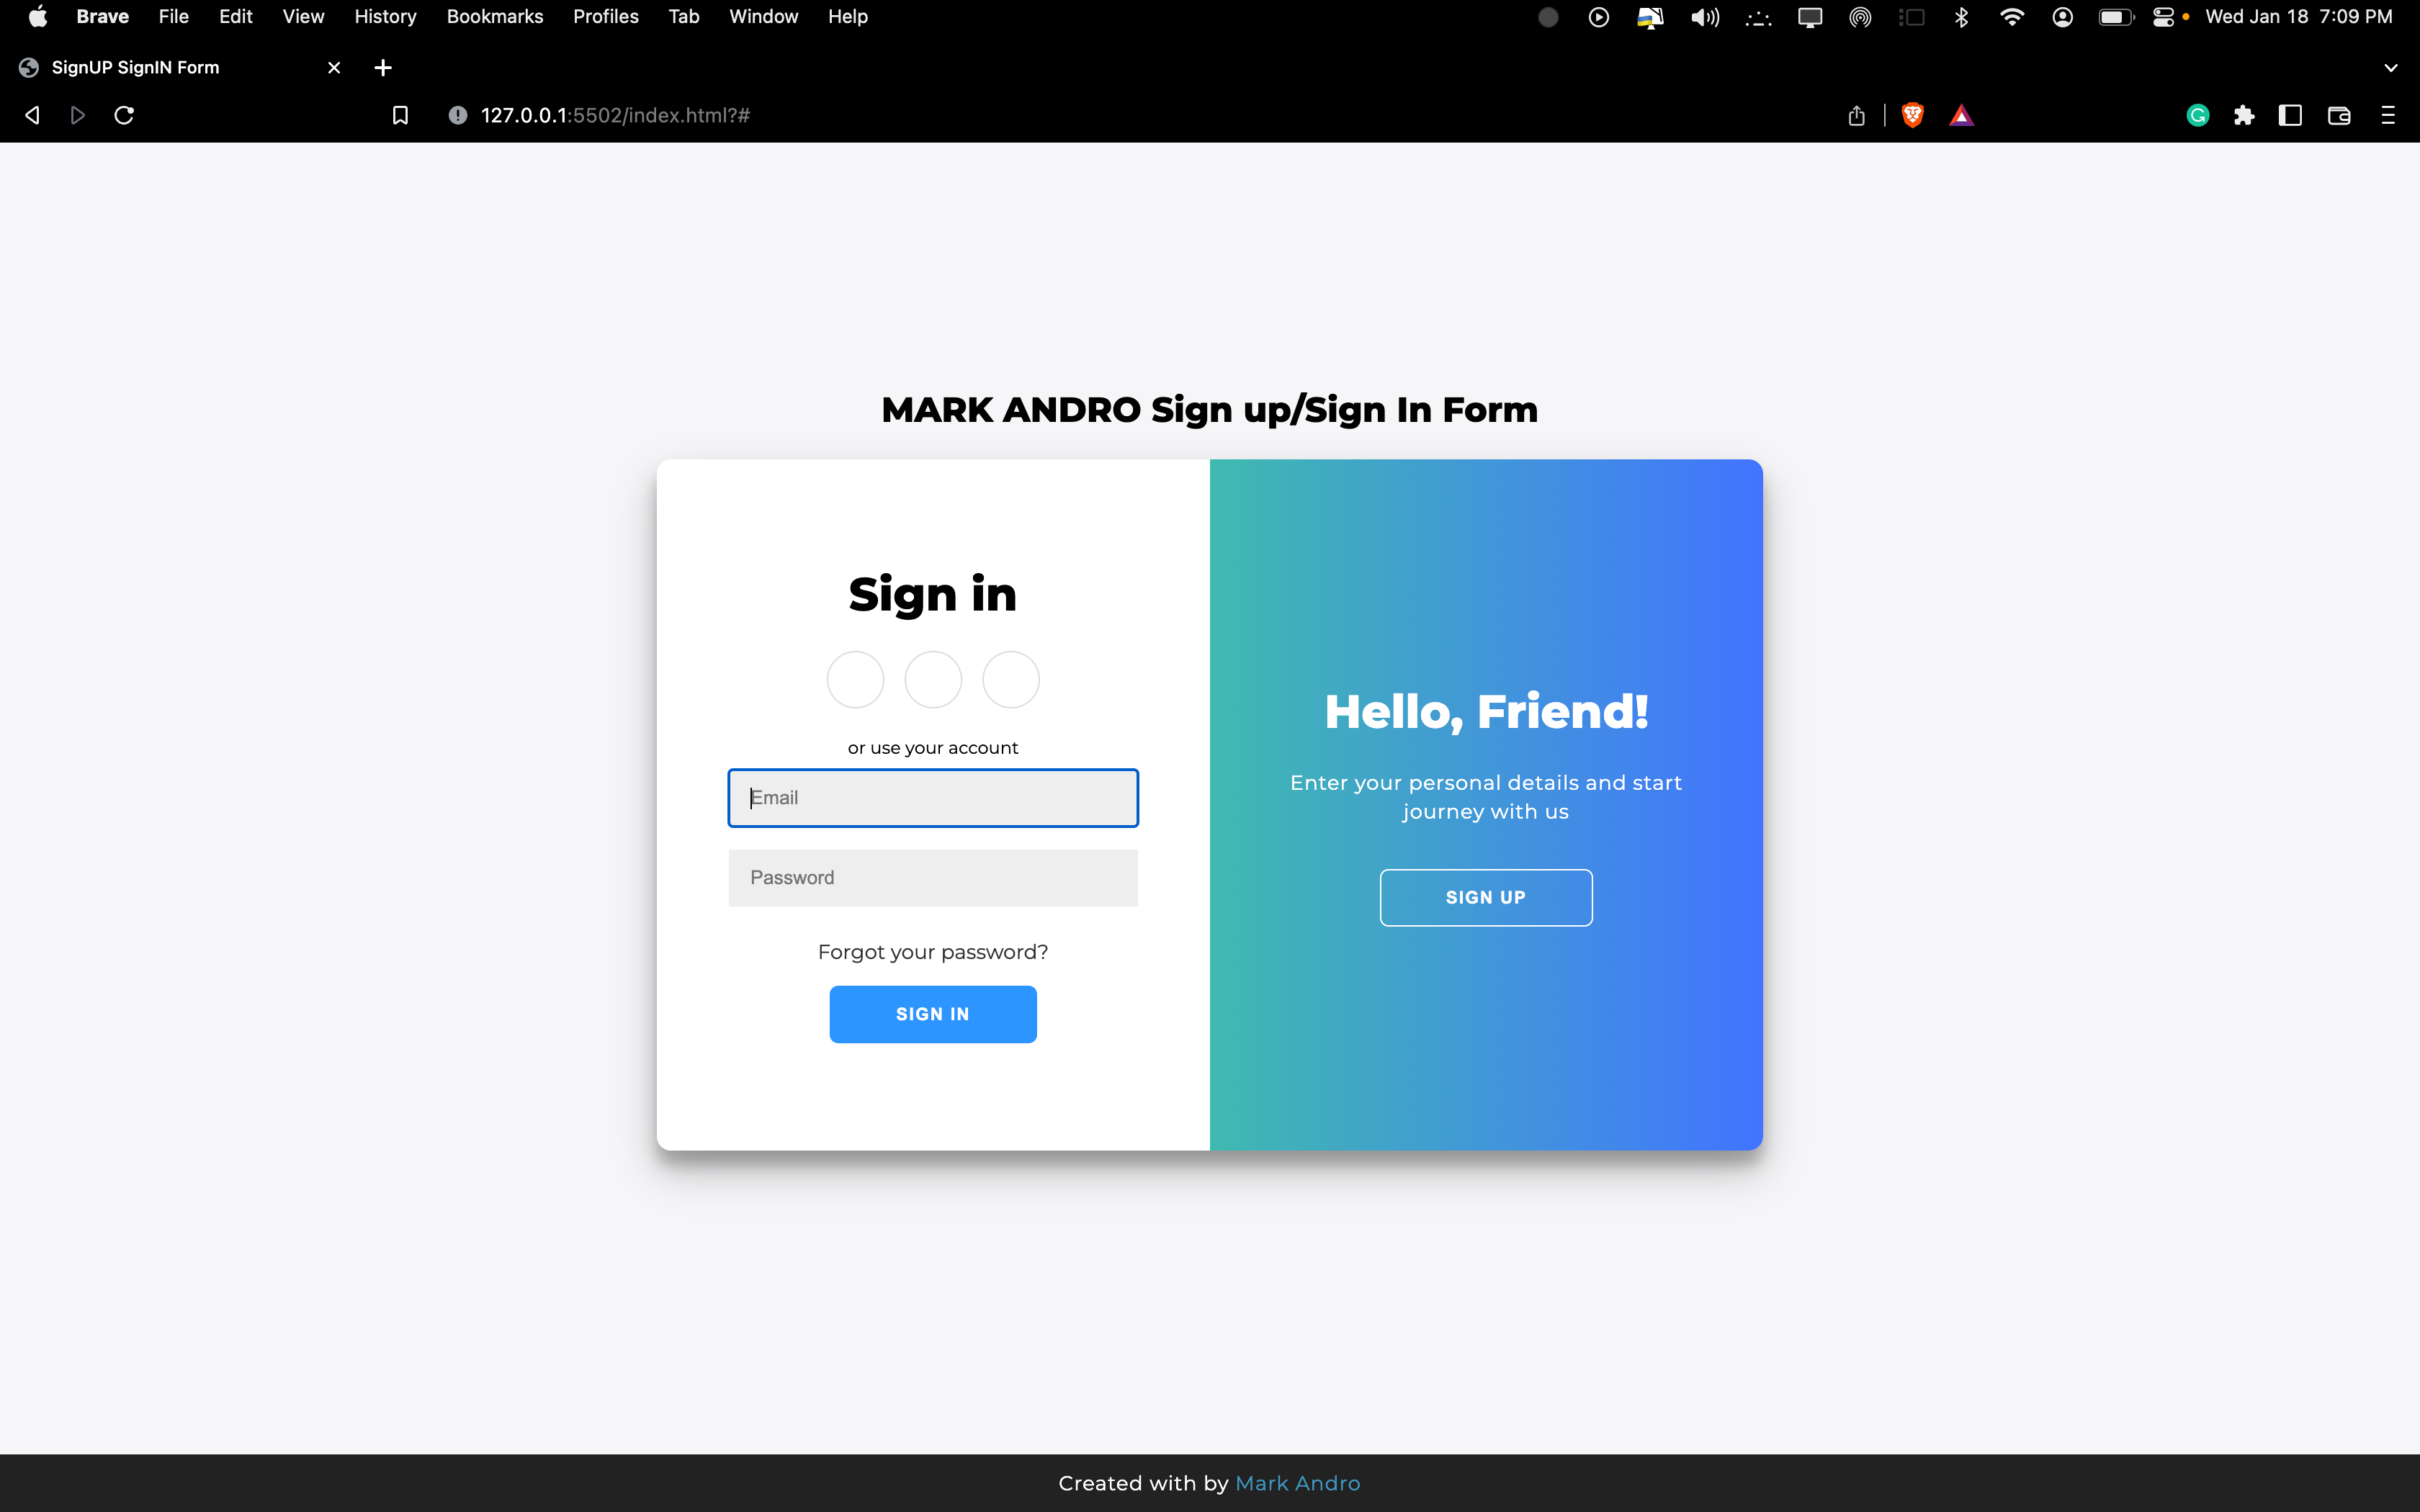 Brave File Edit View History Bookmarks Profiles Tab Window Help Wed Jan 18 7:09 PM
SignUP SignIN Form
127.0.0.1:5502/index.html?#
MARK ANDRO Sign up/Sign In Form
Sign in
or use your account
Email
Password
Forgot your password?
SIGN IN
Hello, Friend!
Enter your personal details and start
journey with us
SIGN UP
Created with by Mark Andro